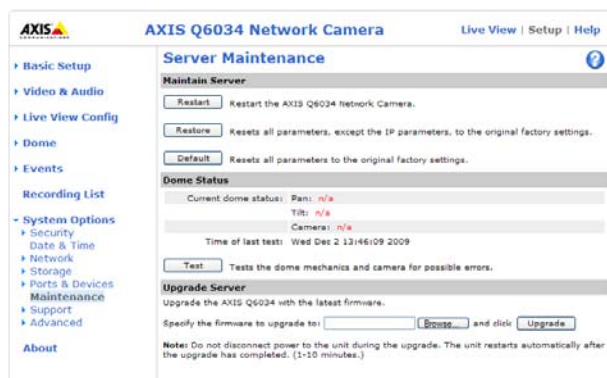 AXIS
COMMUNICATIONS
AXIS Q6034 Network Camera
Live View | Setup | Help
Basic Setup
Video & Audio
Live View Config
Dome
Events
Recording List
System Options
Security
Date & Time
Network
Storage
Ports & Devices
Maintenance
Support
Advanced
About
Server Maintenance
?
Maintain Server
Restart Restart the AXIS Q6034 Network Camera.
Restore Resets all parameters, except the IP parameters, to the original factory settings.
Default Resets all parameters to the original factory settings.
Dome Status
Current dome status: Pan: n/a
Tilt: n/a
Camera: n/a
Time of last test: Wed Dec 2 13:46:09 2009
Test Tests the dome mechanics and camera for possible errors.
Upgrade Server
Upgrade the AXIS Q6034 with the latest firmware.
Specify the firmware to upgrade to: Browse... and click Upgrade
Note: Do not disconnect power to the unit during the upgrade. The unit restarts automatically after
the upgrade has completed. (1-10 minutes.)